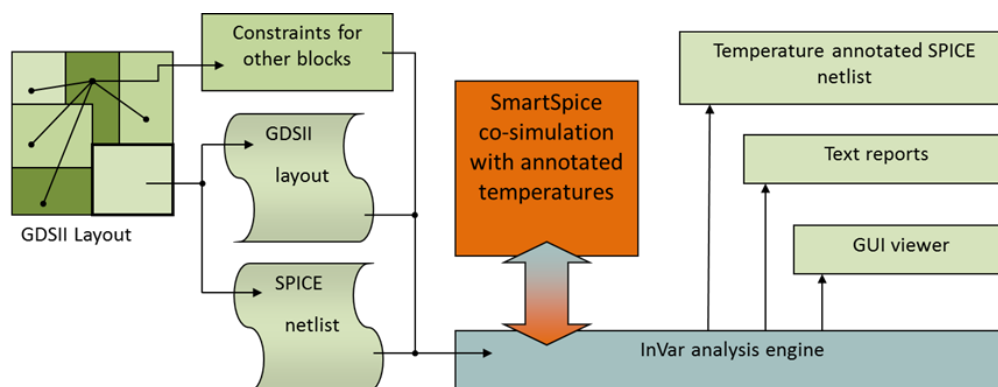 Constraints for
other blocks
GDSII Layout
GDSII
layout
SPICE
netlist
SmartSpice
co-simulation
with annotated
temperatures
Temperature annotated SPICE
netlist
Text reports
GUI viewer
InVar analysis engine